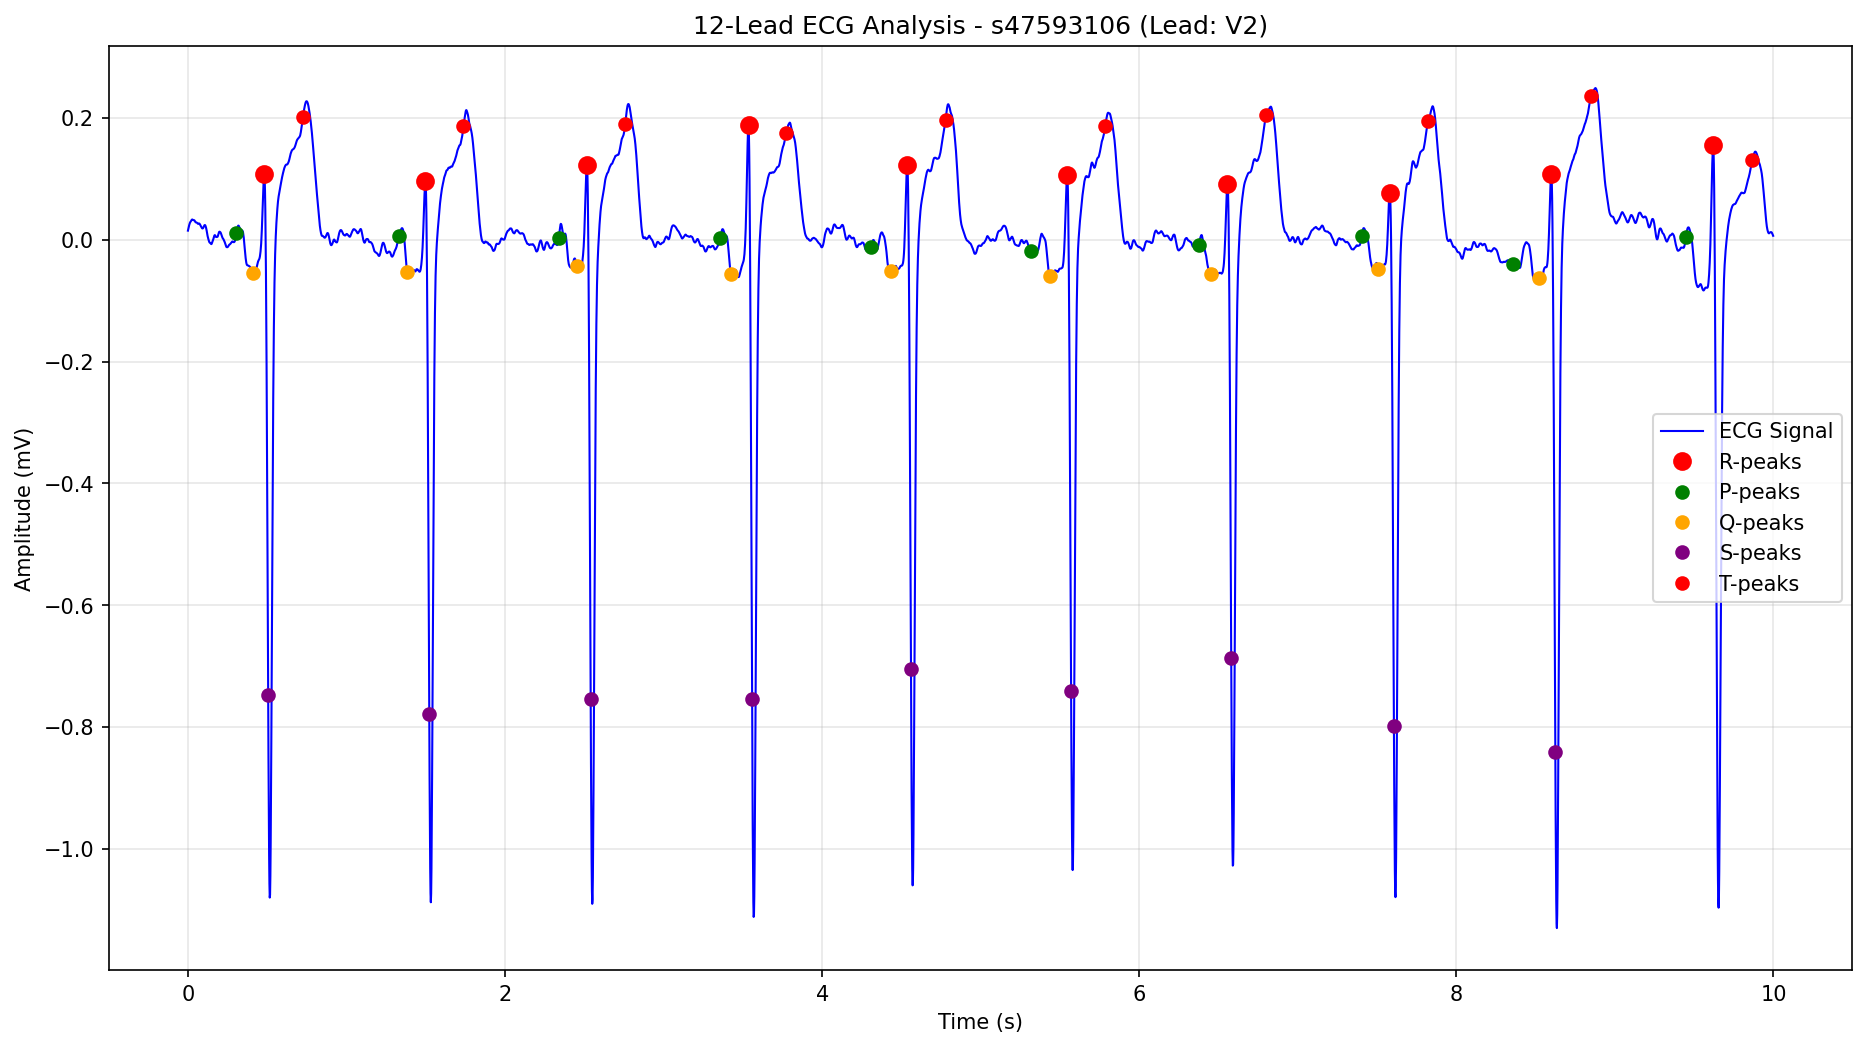 12-Lead ECG Analysis - s47593106 (Lead: V2)
Amplitude (mV)
0.2
0.0
−0.2
−0.4
−0.6
−0.8
−1.0
ECG Signal
R-peaks
P-peaks
Q-peaks
S-peaks
T-peaks
0 2 4 6 8 10
Time (s)